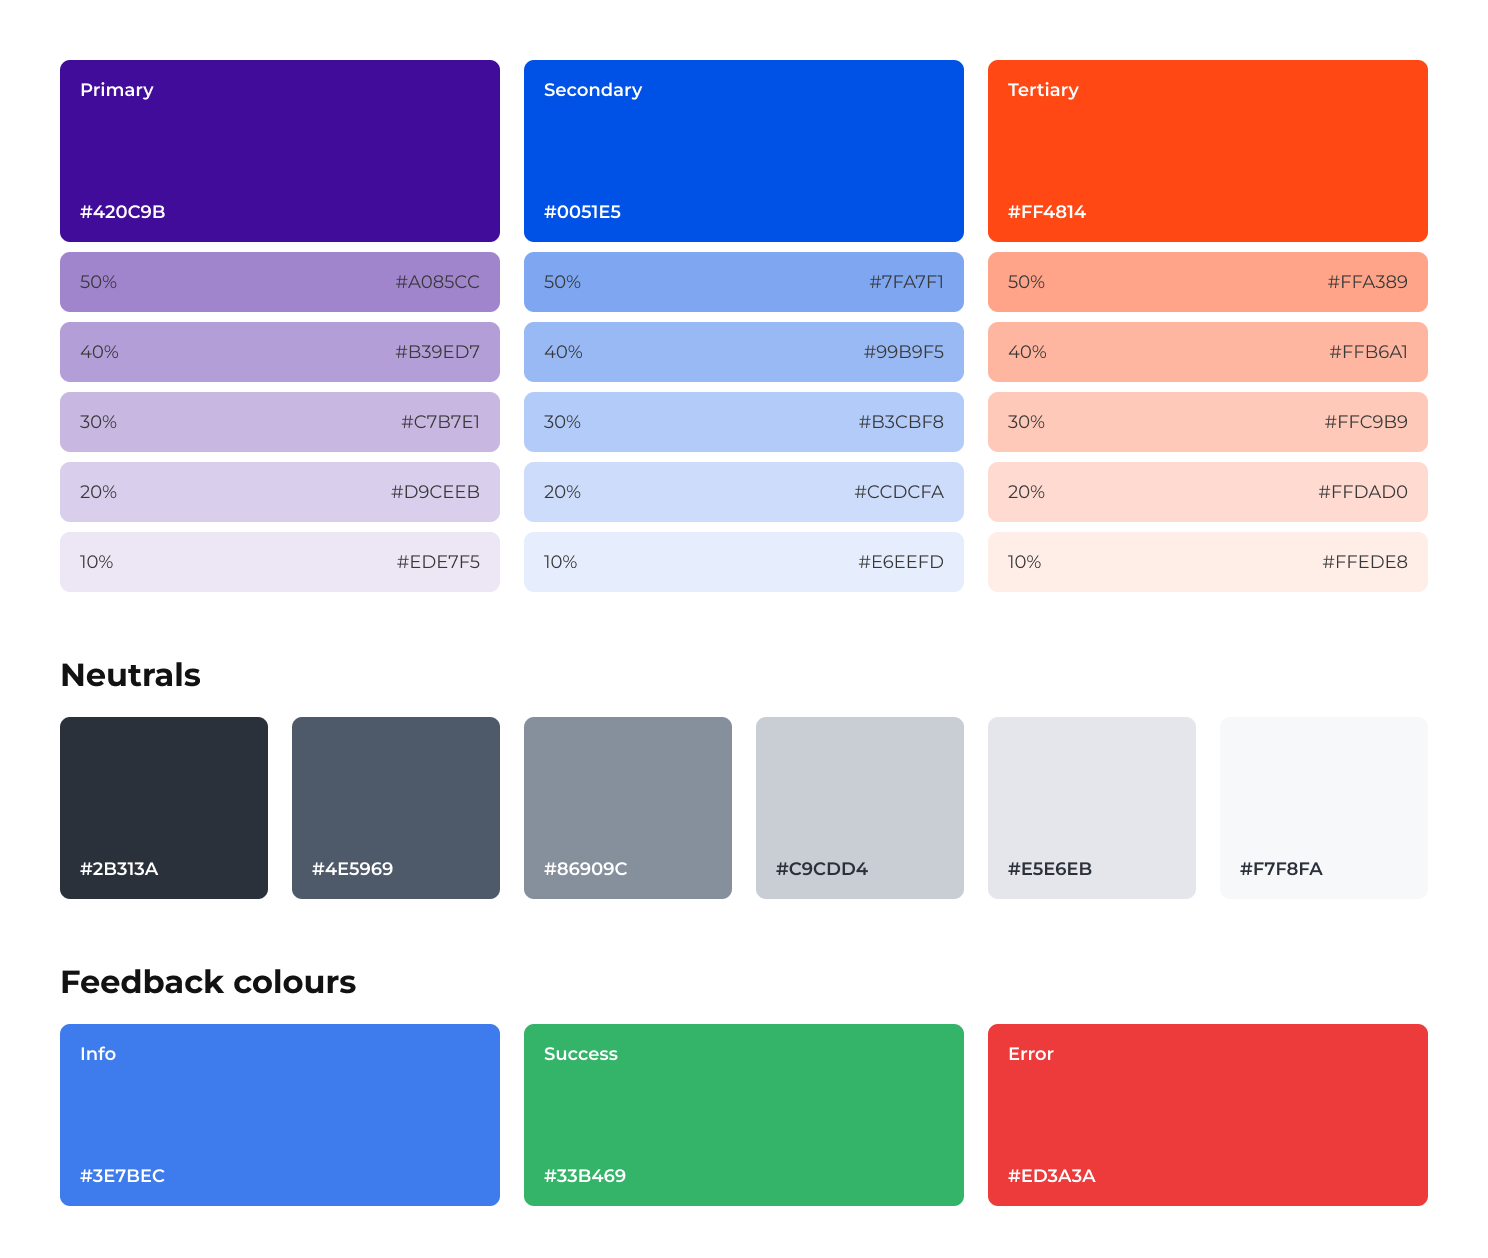 Primary
#420C9B
50% #A085CC
40% #B39ED7
30% #C7B7E1
20% #D9CEEB
10% #EDE7F5
Secondary
#0051E5
50% #7FA7F1
40% #99B9F5
30% #B3CBF8
20% #CCDCFA
10% #E6EEFD
Tertiary
#FF4814
50% #FFA389
40% #FFB6A1
30% #FFC9B9
20% #FFDAD0
10% #FFEDE8
Neutrals
#2B313A
#4E5969
#86909C
#C9CDD4
#E5E6EB
#F7F8FA
Feedback colours
Info
#3E7BEC
Success
#33B469
Error
#ED3A3A